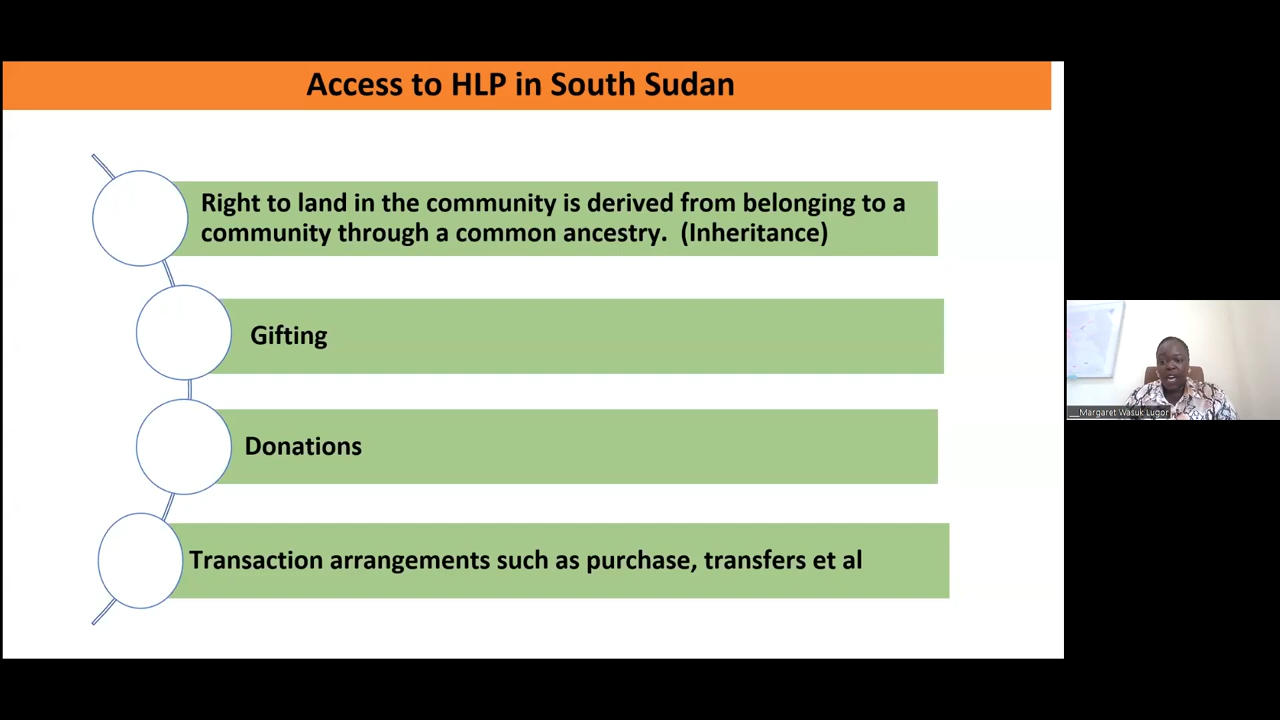 Access to HLP in South Sudan
Right to land in the community is derived from belonging to a
community through a common ancestry. (Inheritance)
Gifting
Donations
Transaction arrangements such as purchase, transfers et al
__Margaret Wasuk Lugor